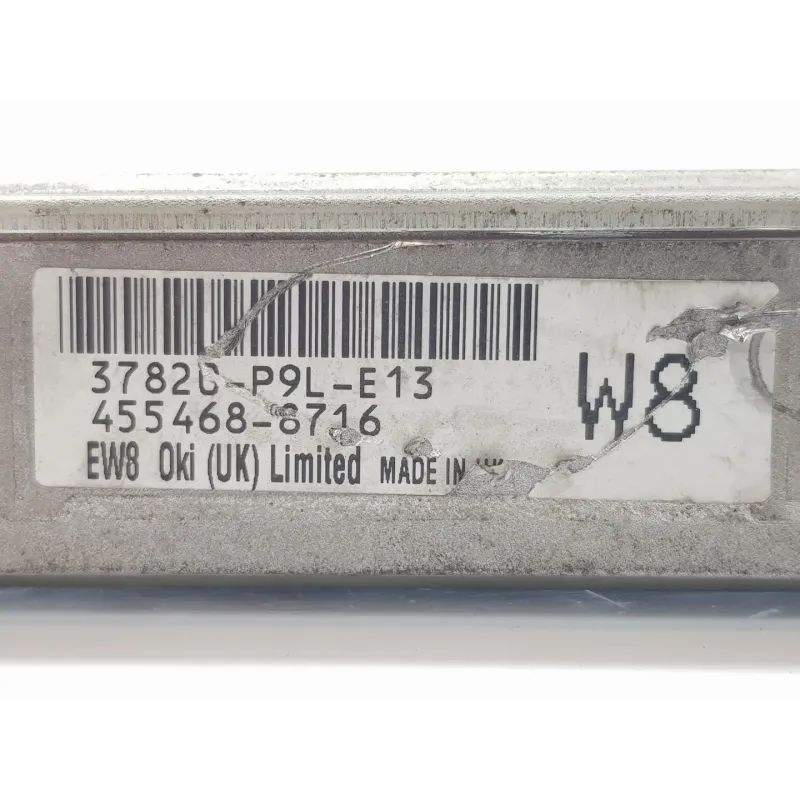 37820-P9L-E13
455468-8716
W8
EW8 Oki (UK) Limited MADE IN